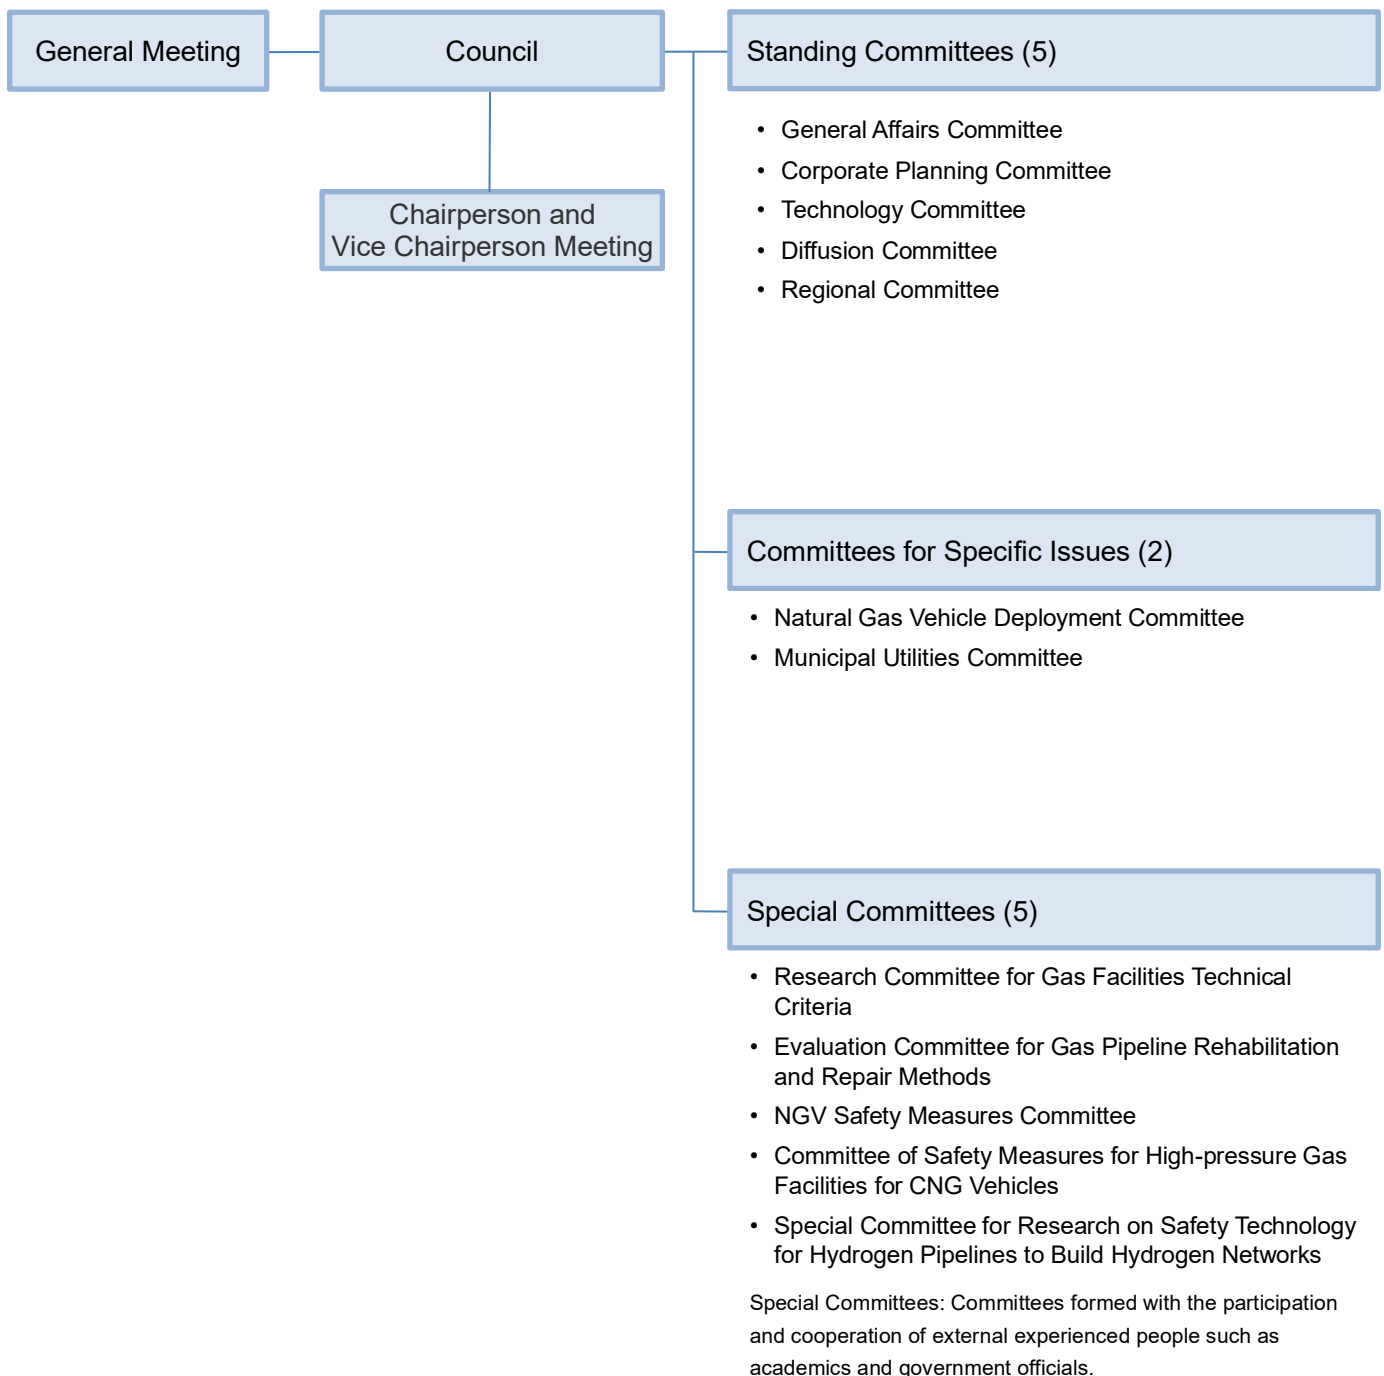 General Meeting
Council
Chairperson and
Vice Chairperson Meeting
Standing Committees (5)
• General Affairs Committee
• Corporate Planning Committee
• Technology Committee
• Diffusion Committee
• Regional Committee
Committees for Specific Issues (2)
• Natural Gas Vehicle Deployment Committee
• Municipal Utilities Committee
Special Committees (5)
• Research Committee for Gas Facilities Technical
Criteria
• Evaluation Committee for Gas Pipeline Rehabilitation
and Repair Methods
• NGV Safety Measures Committee
• Committee of Safety Measures for High-pressure Gas
Facilities for CNG Vehicles
• Special Committee for Research on Safety Technology
for Hydrogen Pipelines to Build Hydrogen Networks
Special Committees: Committees formed with the participation
and cooperation of external experienced people such as
academics and government officials.